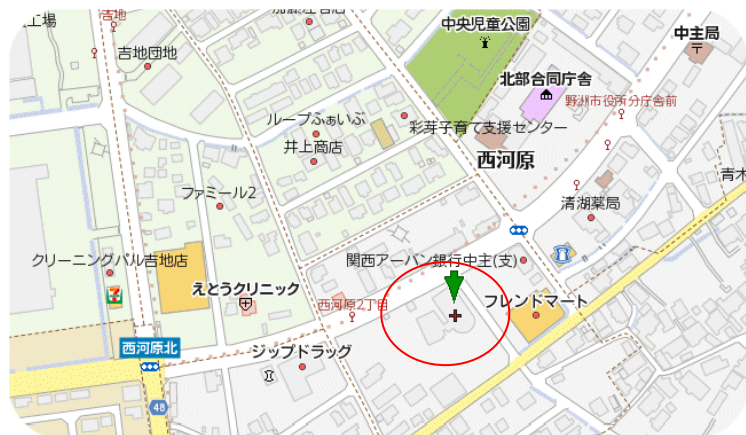 工場
吉地
吉地団地
中央児童公園
中主局
北部合同庁舎
野洲市役所分庁舎前
ループふぁいぶ
井上商店
彩芽子育て支援センター
西河原
青木
ファミール2
清湖薬局
クリーニングパル吉地店
関西アーバン銀行中主(支)
えとうクリニック
7
西河原2丁目
フレンドマート
西河原北
ジップドラッグ
48